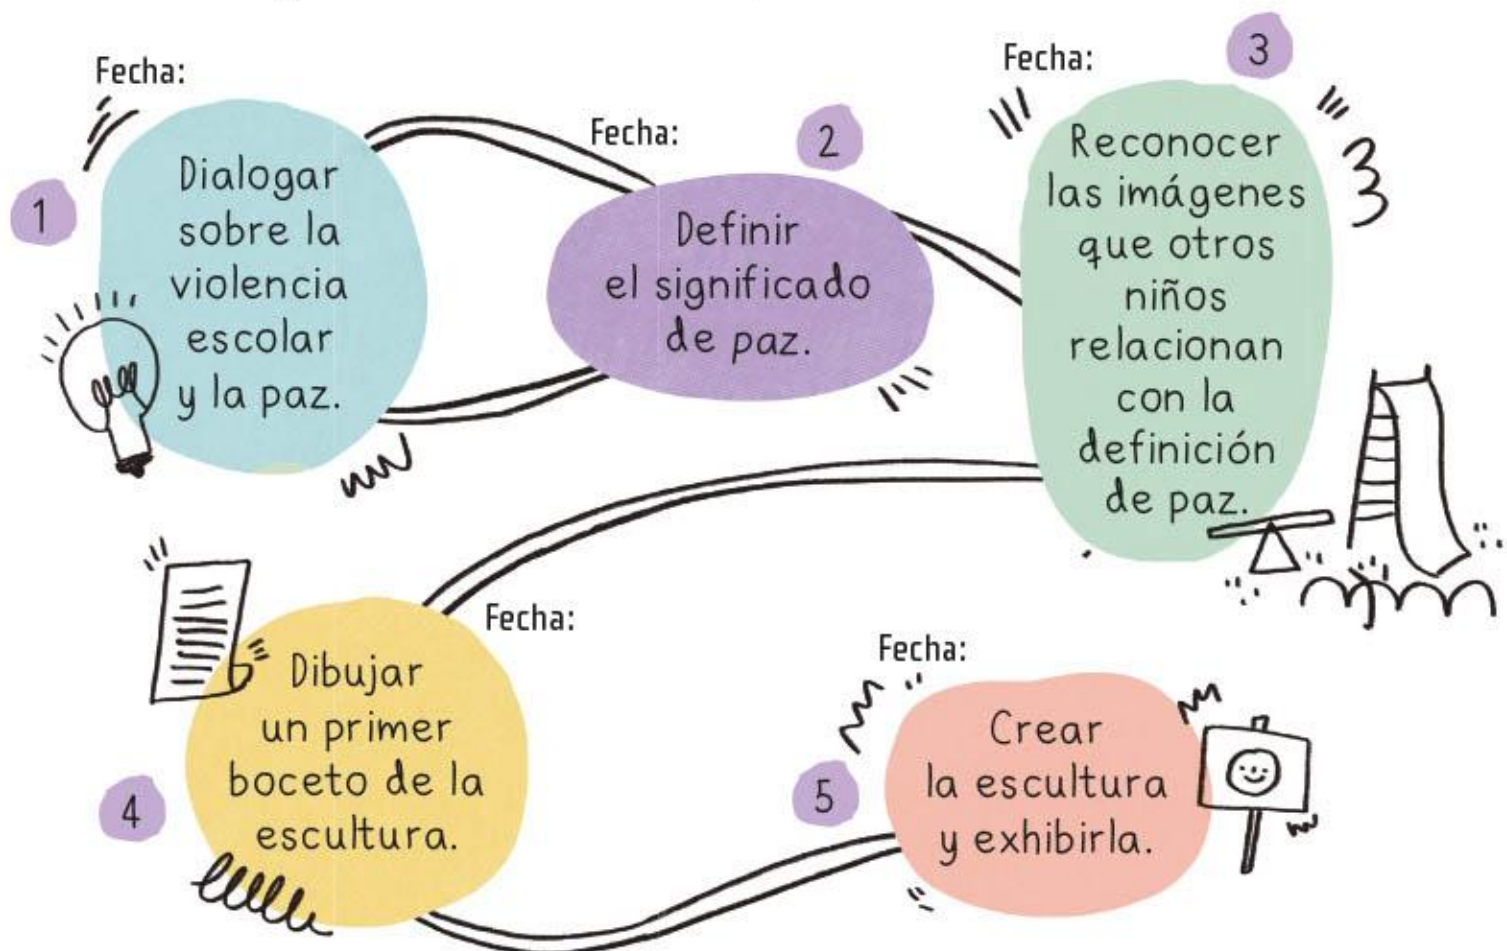 Fecha:
1
Dialogar
sobre la
violencia
escolar
y la paz.
Fecha:
2
Definir
el significado
de paz.
Fecha:
3
Reconocer
las imágenes
que otros
niños
relacionan
con la
definición
de paz.
Fecha:
4
Dibujar
un primer
boceto de la
escultura.
Fecha:
5
Crear
la escultura
y exhibirla.